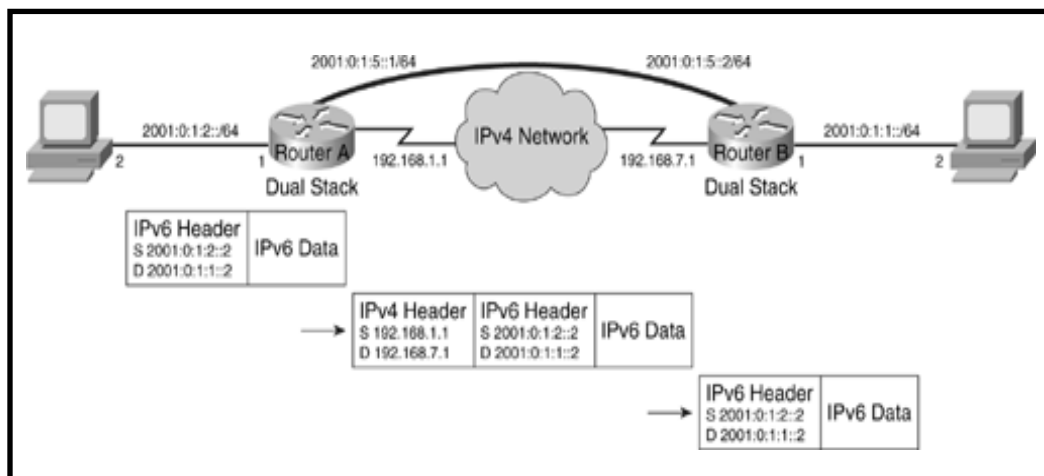 2001:0:1:5::1/64
2001:0:1:5::2/64
2001:0:1:2::/64
2
1
Router A
Dual Stack
192.168.1.1
IPv4 Network
192.168.7.1
Router B
Dual Stack
2001:0:1:1::/64
1
2
IPv6 Header
S 2001:0:1:2::2
D 2001:0:1:1::2
IPv6 Data
IPv4 Header
S 192.168.1.1
D 192.168.7.1
IPv6 Header
S 2001:0:1:2::2
D 2001:0:1:1::2
IPv6 Data
IPv6 Header
S 2001:0:1:2::2
D 2001:0:1:1::2
IPv6 Data